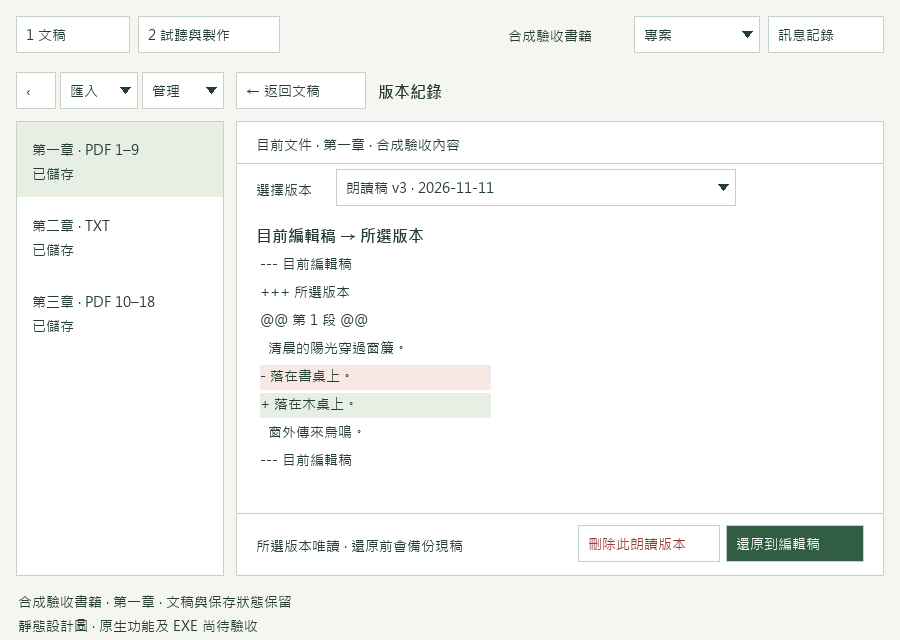 1 文稿
2 試聽與製作
合成驗收書籍
專案
訊息記錄
‹
匯入
管理
← 返回文稿
版本紀錄
第一章 · PDF 1–9
已儲存
第二章 · TXT
已儲存
第三章 · PDF 10–18
已儲存
目前文件 · 第一章 · 合成驗收內容
選擇版本
朗讀稿 v3 · 2026-11-11
目前編輯稿 → 所選版本
--- 目前編輯稿
+++ 所選版本
@@ 第 1 段 @@
清晨的陽光穿過窗簾。
- 落在書桌上。
+ 落在木桌上。
窗外傳來鳥鳴。
--- 目前編輯稿
所選版本唯讀 · 還原前會備份現稿
刪除此朗讀版本
還原到編輯稿
合成驗收書籍 · 第一章 · 文稿與保存狀態保留
靜態設計圖 · 原生功能及 EXE 尚待驗收